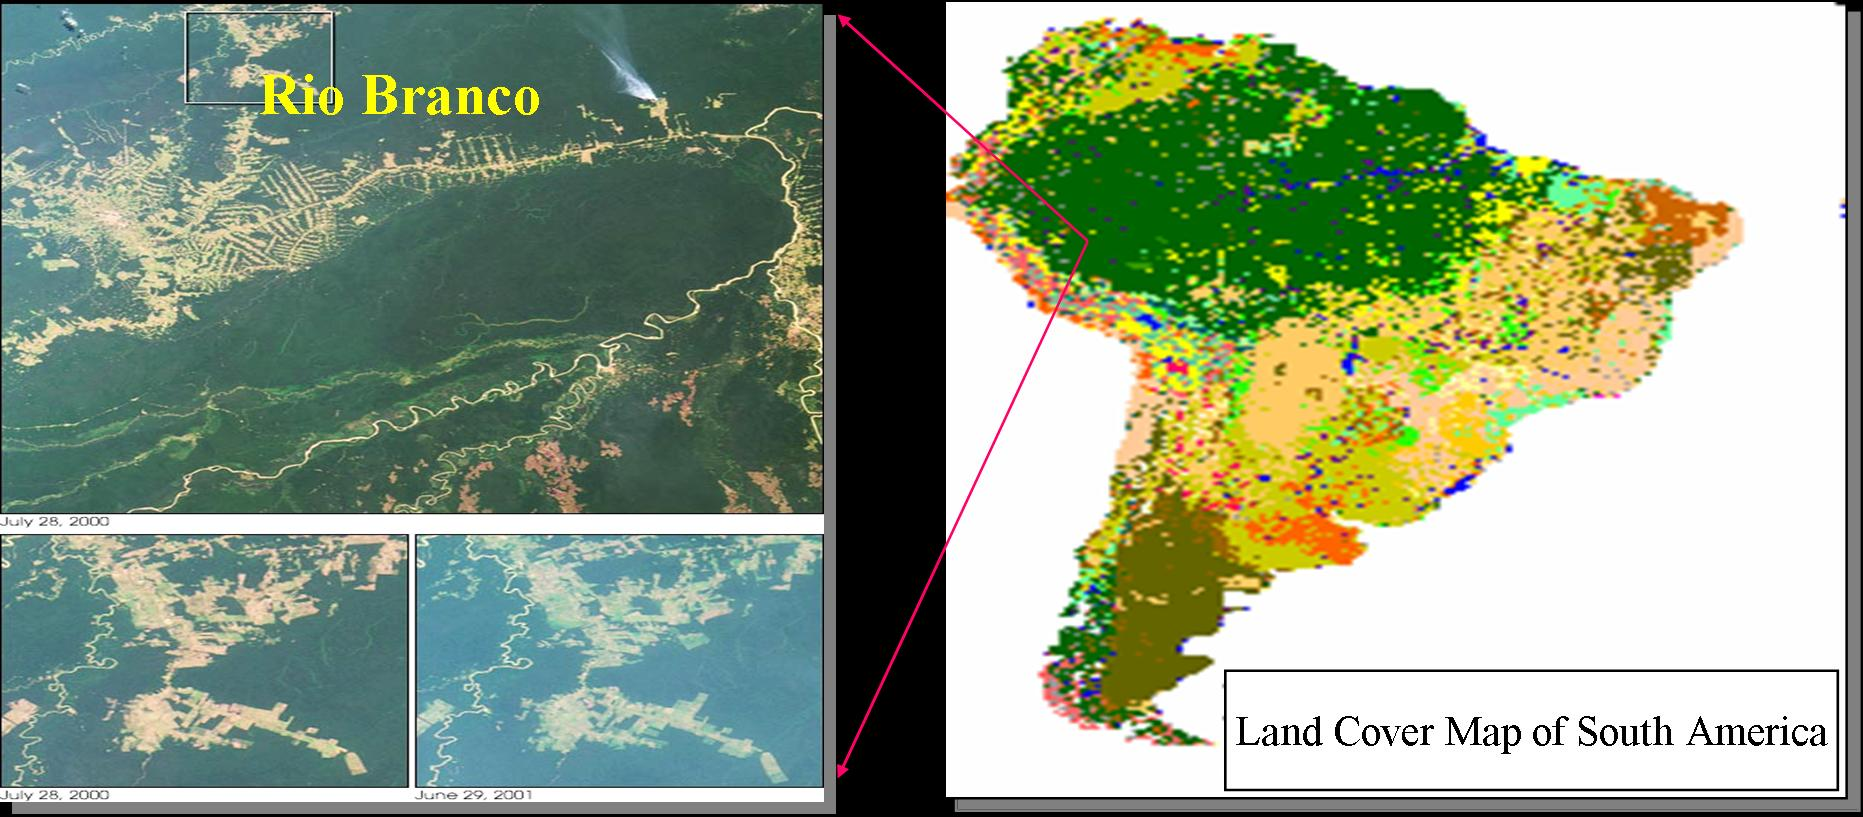 Rio Branco
July 28, 2000
July 28, 2000
June 29, 2001
Land Cover Map of South America